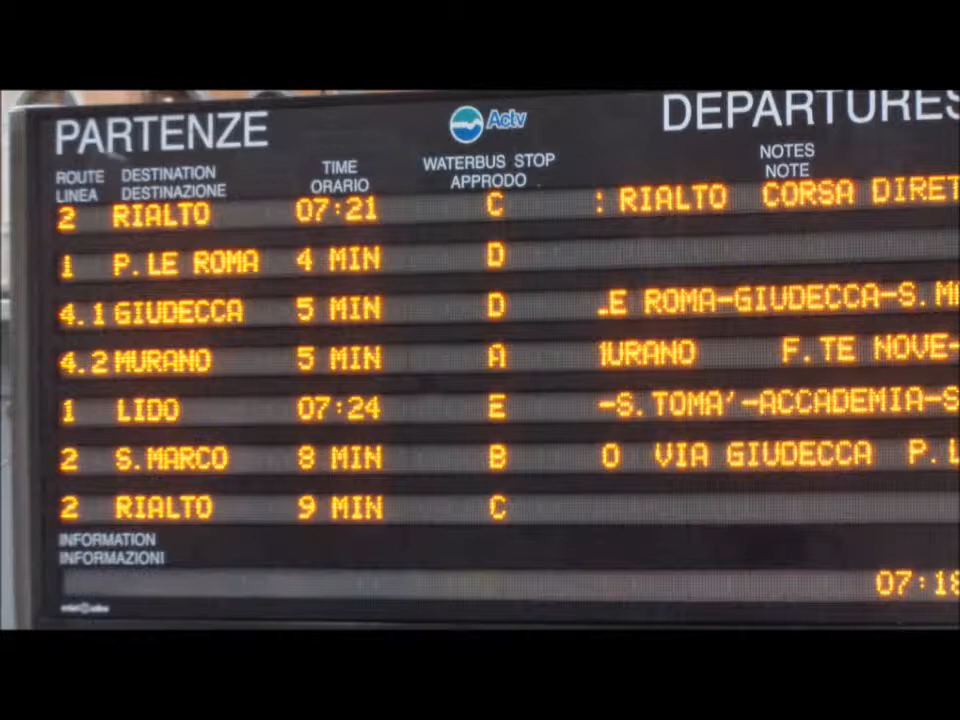 PARTENZE Actv DEPARTURES
ROUTE DESTINATION TIME WATERBUS STOP NOTES
LINEA DESTINAZIONE ORARIO APPRODO NOTE
2 RIALTO 07:21 C : RIALTO CORSA DIRET
1 P.LE ROMA 4 MIN D
4.1 GIUDECCA 5 MIN D .E ROMA-GIUDECCA-S.MA
4.2 MURANO 5 MIN A URANO F.TE NOVE-
1 LIDO 07:24 E -S.TOMA'-ACCADEMIA-S
2 S.MARCO 8 MIN B O VIA GIUDECCA P.L
2 RIALTO 9 MIN C
INFORMATION
INFORMAZIONI
07:18